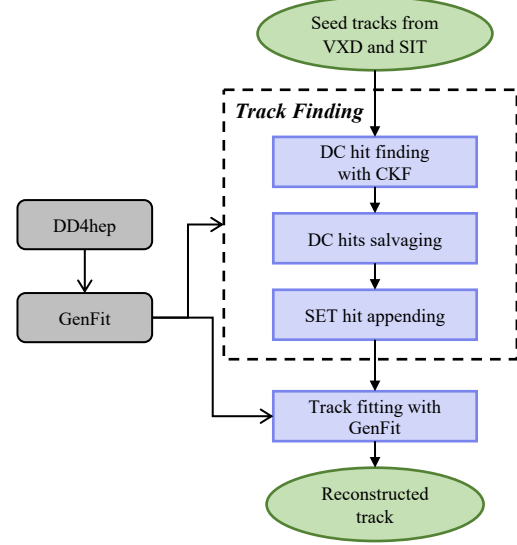 Seed tracks from
VXD and SIT
Track Finding
DC hit finding
with CKF
DC hits salvaging
SET hit appending
DD4hep
GenFit
Track fitting with
GenFit
Reconstructed
track